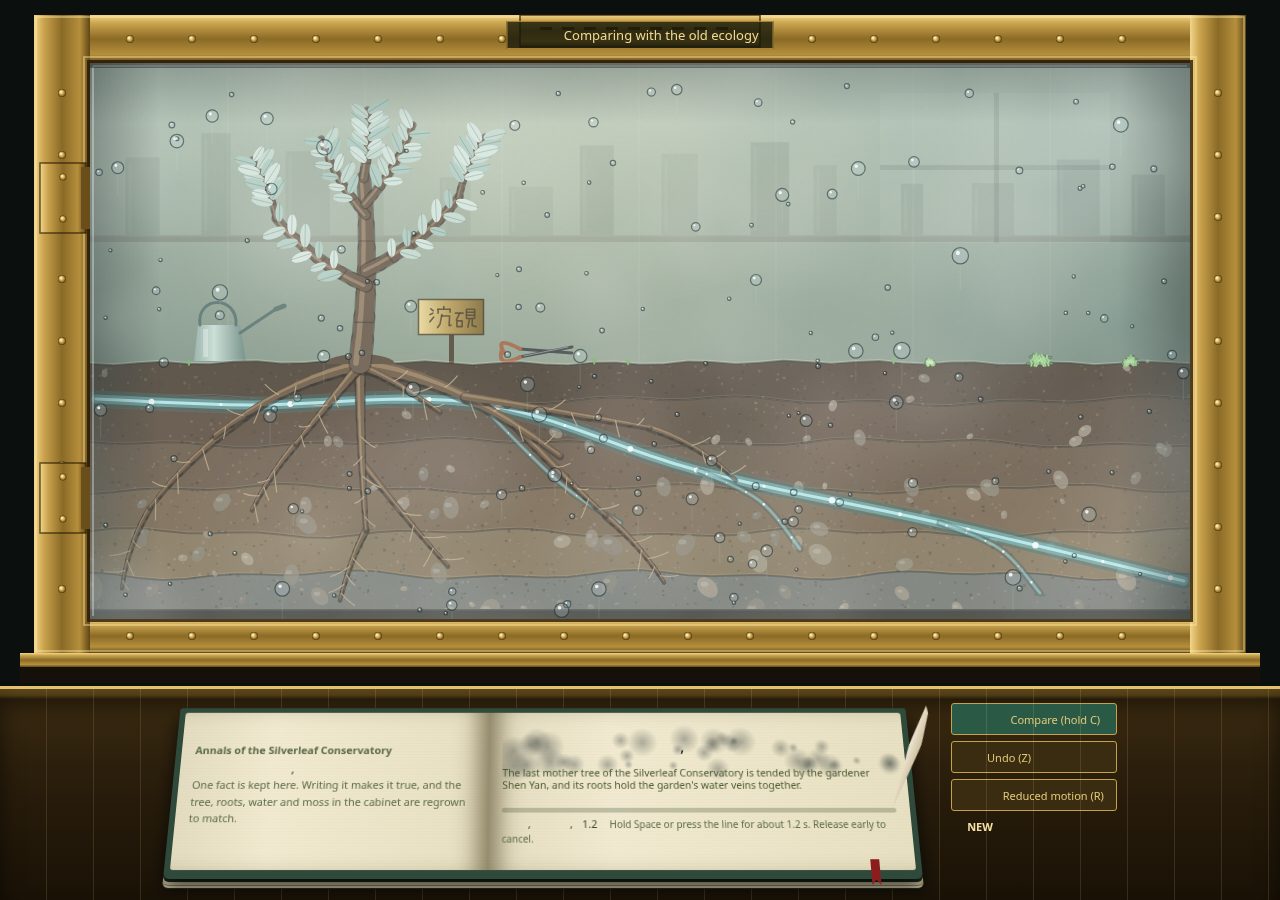 Comparing with the old ecology
沉硯
Annals of the Silverleaf Conservatory
,
One fact is kept here. Writing it makes it true, and the
tree, roots, water and moss in the cabinet are regrown
to match.
,
The last mother tree of the Silverleaf Conservatory is tended by the gardener
Shen Yan, and its roots hold the garden's water veins together.
, , 1.2 Hold Space or press the line for about 1.2 s. Release early to
cancel.
Compare (hold C)
Undo (Z)
Reduced motion (R)
NEW